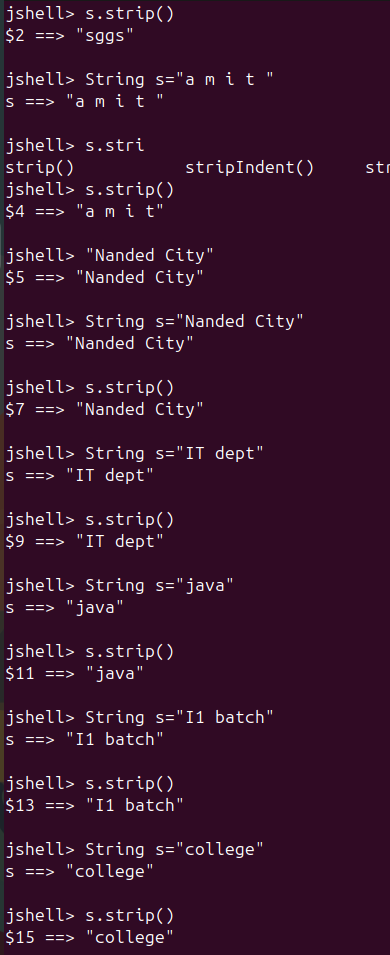 jshell> s.strip()
$2 ==> "sggs"
jshell> String s="a m i t "
s ==> "a m i t "
jshell> s.stri
strip()           stripIndent()     str
jshell> s.strip()
$4 ==> "a m i t"
jshell> "Nanded City"
$5 ==> "Nanded City"
jshell> String s="Nanded City"
s ==> "Nanded City"
jshell> s.strip()
$7 ==> "Nanded City"
jshell> String s="IT dept"
s ==> "IT dept"
jshell> s.strip()
$9 ==> "IT dept"
jshell> String s="java"
s ==> "java"
jshell> s.strip()
$11 ==> "java"
jshell> String s="I1 batch"
s ==> "I1 batch"
jshell> s.strip()
$13 ==> "I1 batch"
jshell> String s="college"
s ==> "college"
jshell> s.strip()
$15 ==> "college"